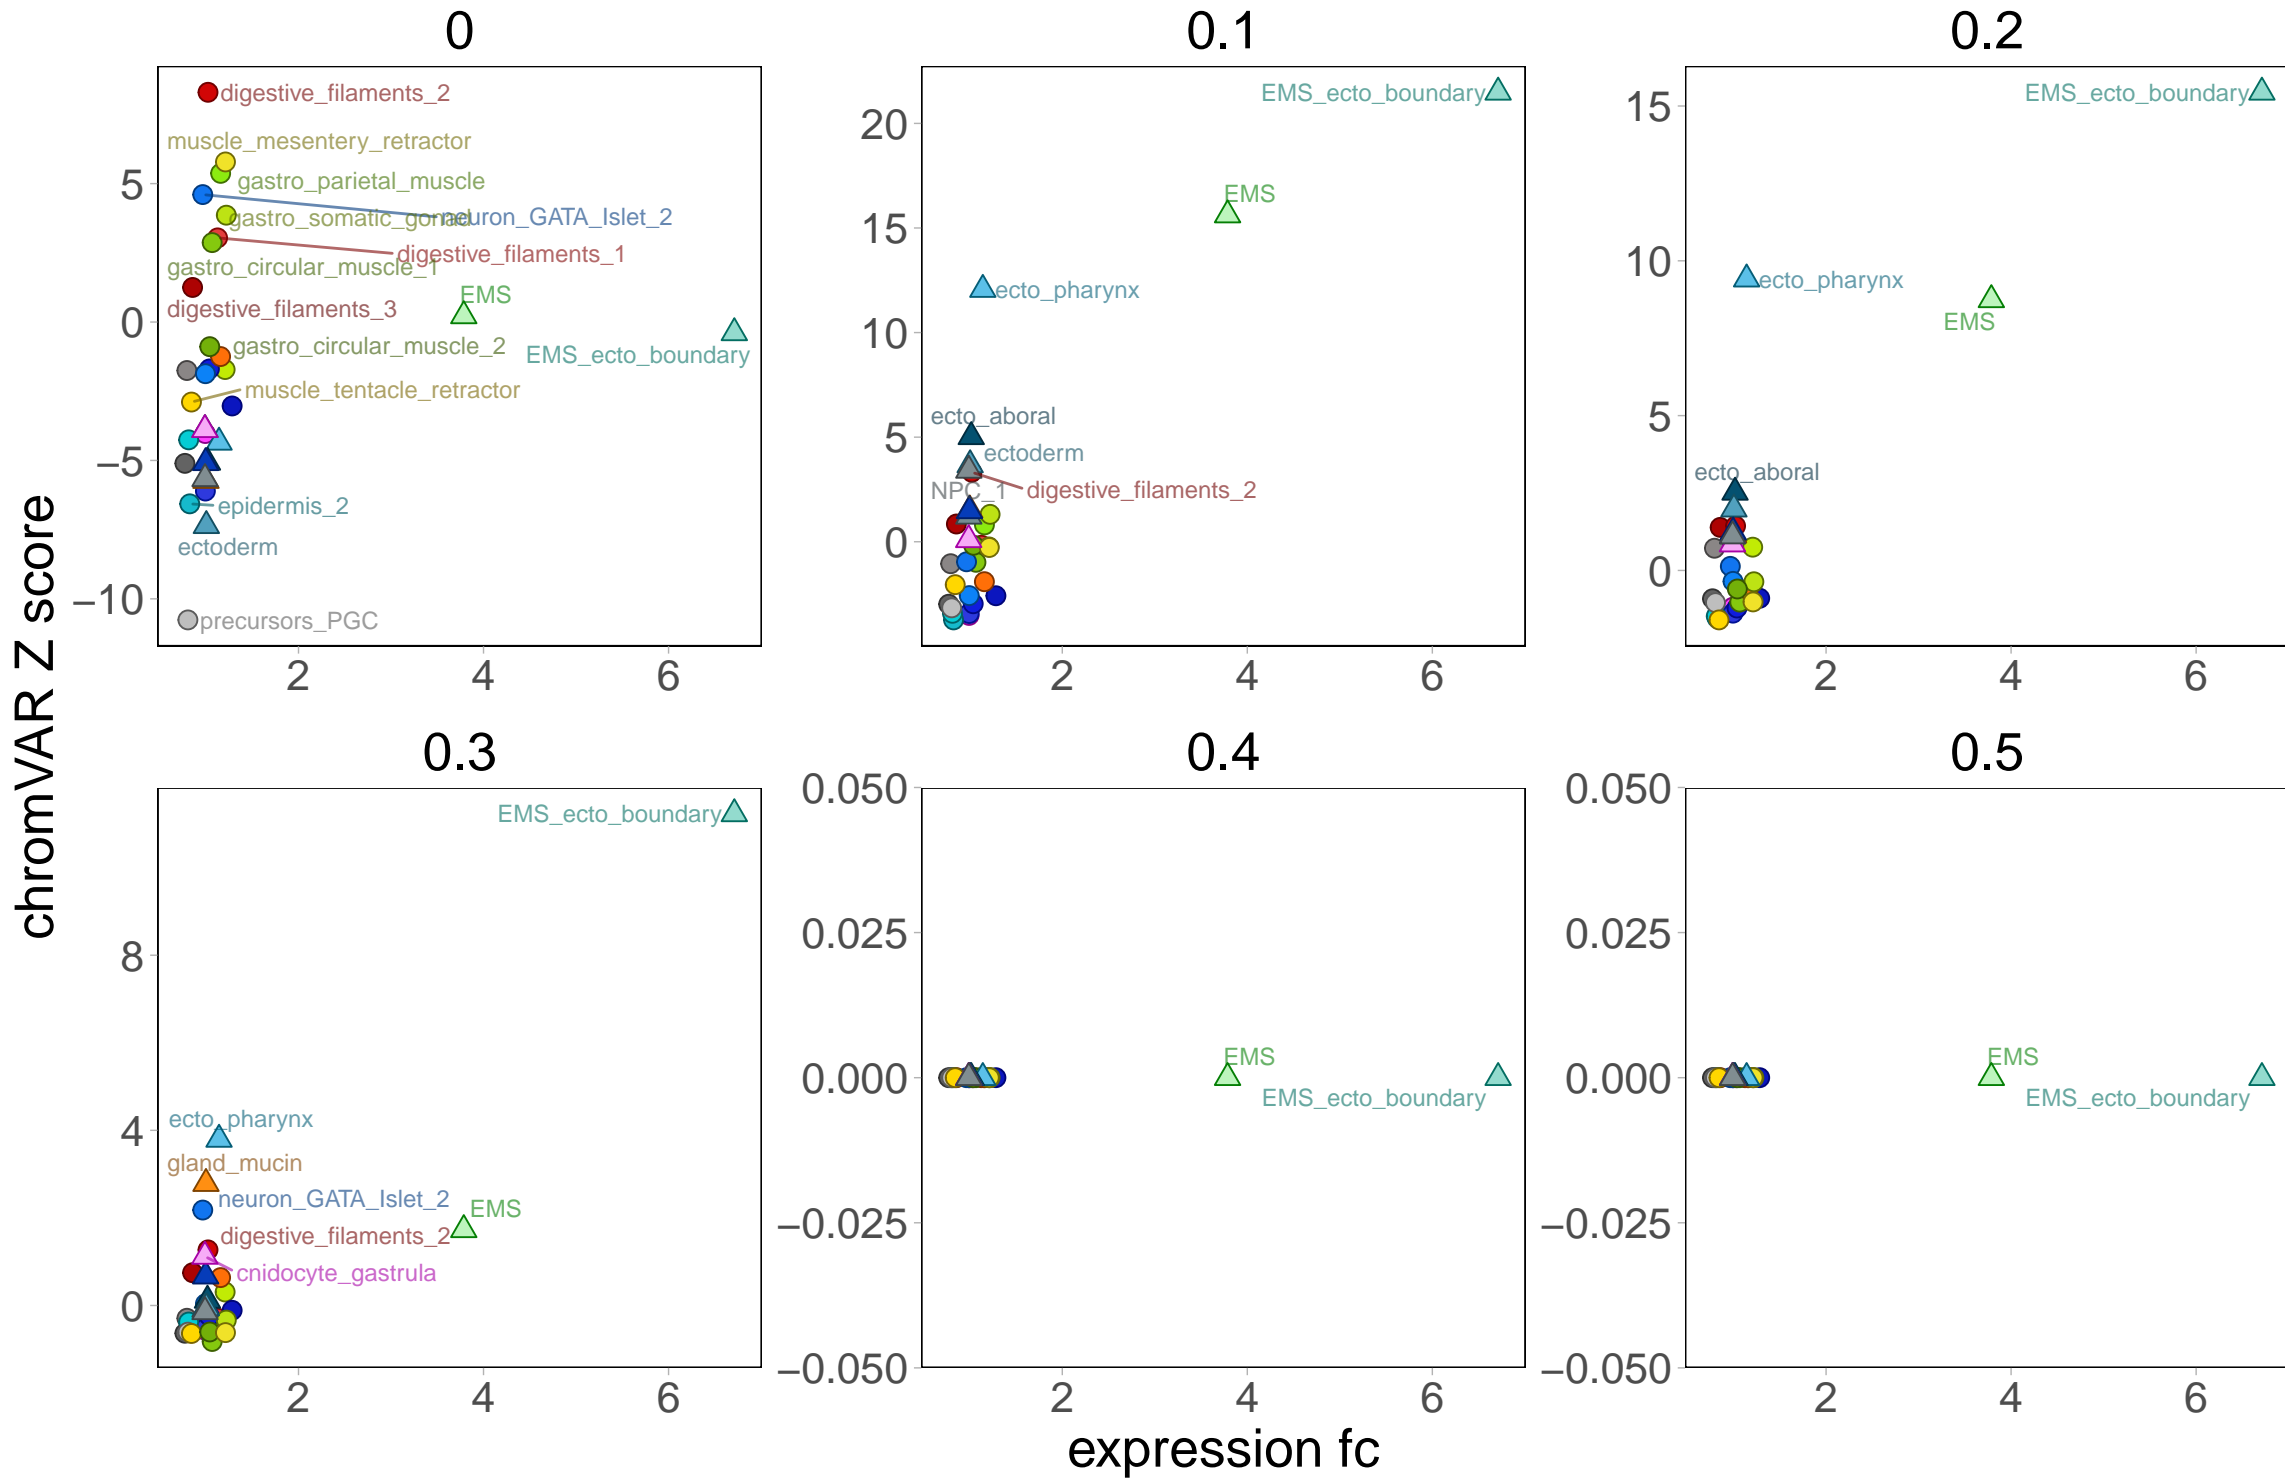 0
0.1
0.2
digestive_filaments_2
muscle_mesentery_retractor
gastro_parietal_muscle
neuron_GATA_Islet_2
gastro_somatic_gonad
digestive_filaments_1
gastro_circular_muscle_1
digestive_filaments_3
EMS
gastro_circular_muscle_2
EMS_ecto_boundary
muscle_tentacle_retractor
epidermis_2
ectoderm
precursors_PGC
5
0
−5
−10
2
4
6
EMS_ecto_boundary
EMS
ecto_pharynx
ecto_aboral
ectoderm
digestive_filaments_2
NPC_1
20
15
10
5
0
2
4
6
EMS_ecto_boundary
ecto_pharynx
EMS
ecto_aboral
15
10
5
0
2
4
6
chromVAR Z score
0.3
0.4
0.5
EMS_ecto_boundary
ecto_pharynx
gland_mucin
neuron_GATA_Islet_2
EMS
digestive_filaments_2
cnidocyte_gastrula
8
4
0
2
4
6
0.050
0.025
0.000
−0.025
−0.050
EMS
EMS_ecto_boundary
2
4
6
0.050
0.025
0.000
−0.025
−0.050
EMS
EMS_ecto_boundary
2
4
6
expression fc